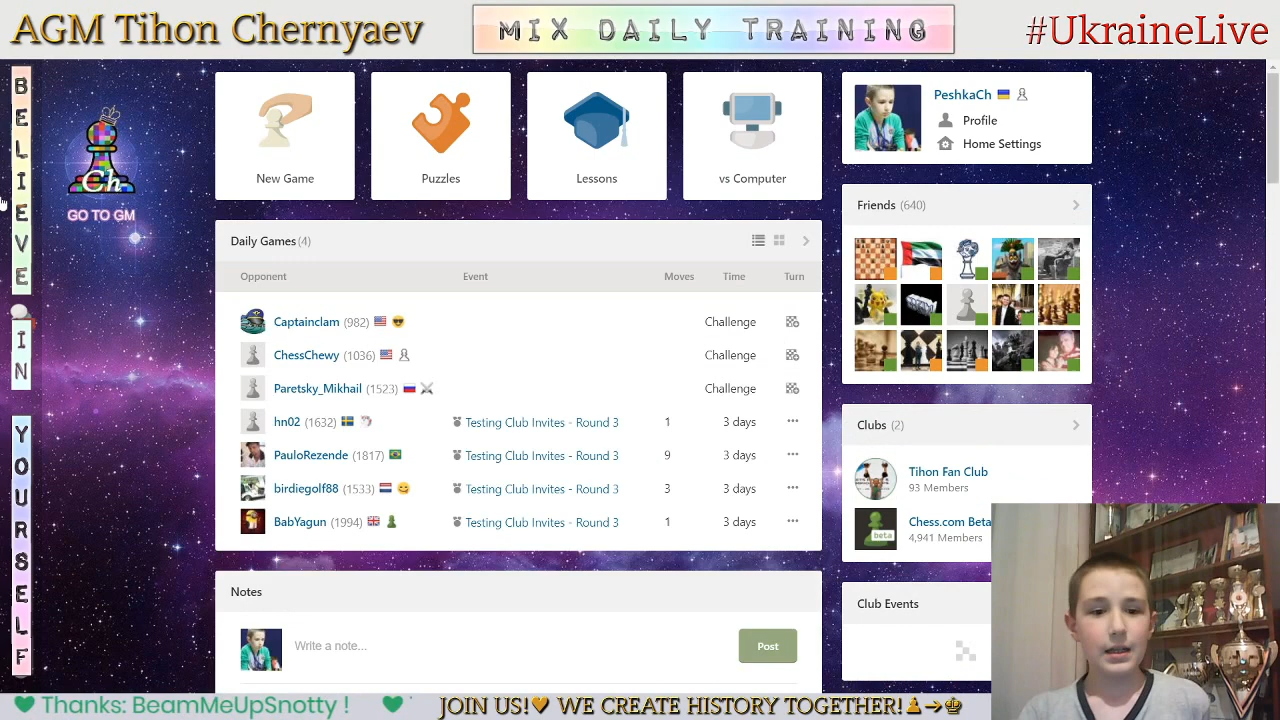 AGM Tihon Chernyaev
MIX DAILY TRAINING
#UkraineLive
BELIEVE
IN
YOURSELF
Ch
GO TO GM
New Game
Puzzles
Lessons
vs Computer
PeshkaCh
Profile
Home Settings
Daily Games (4)
Opponent Event Moves Time Turn
Captainclam (982) Challenge
ChessChewy (1036) Challenge
Paretsky_Mikhail (1523) Challenge
hn02 (1632) Testing Club Invites - Round 3 1 3 days
PauloRezende (1817) Testing Club Invites - Round 3 9 3 days
birdiegolf88 (1533) Testing Club Invites - Round 3 3 3 days
BabYagun (1994) Testing Club Invites - Round 3 1 3 days
Friends (640)
Clubs (2)
Tihon Fan Club
93 Members
beta
Chess.com Beta
4,941 Members
Club Events
Notes
Write a note...
Post
Thanks: BeamMeUpSnotty !
JOIN US! WE CREATE HISTORY TOGETHER!